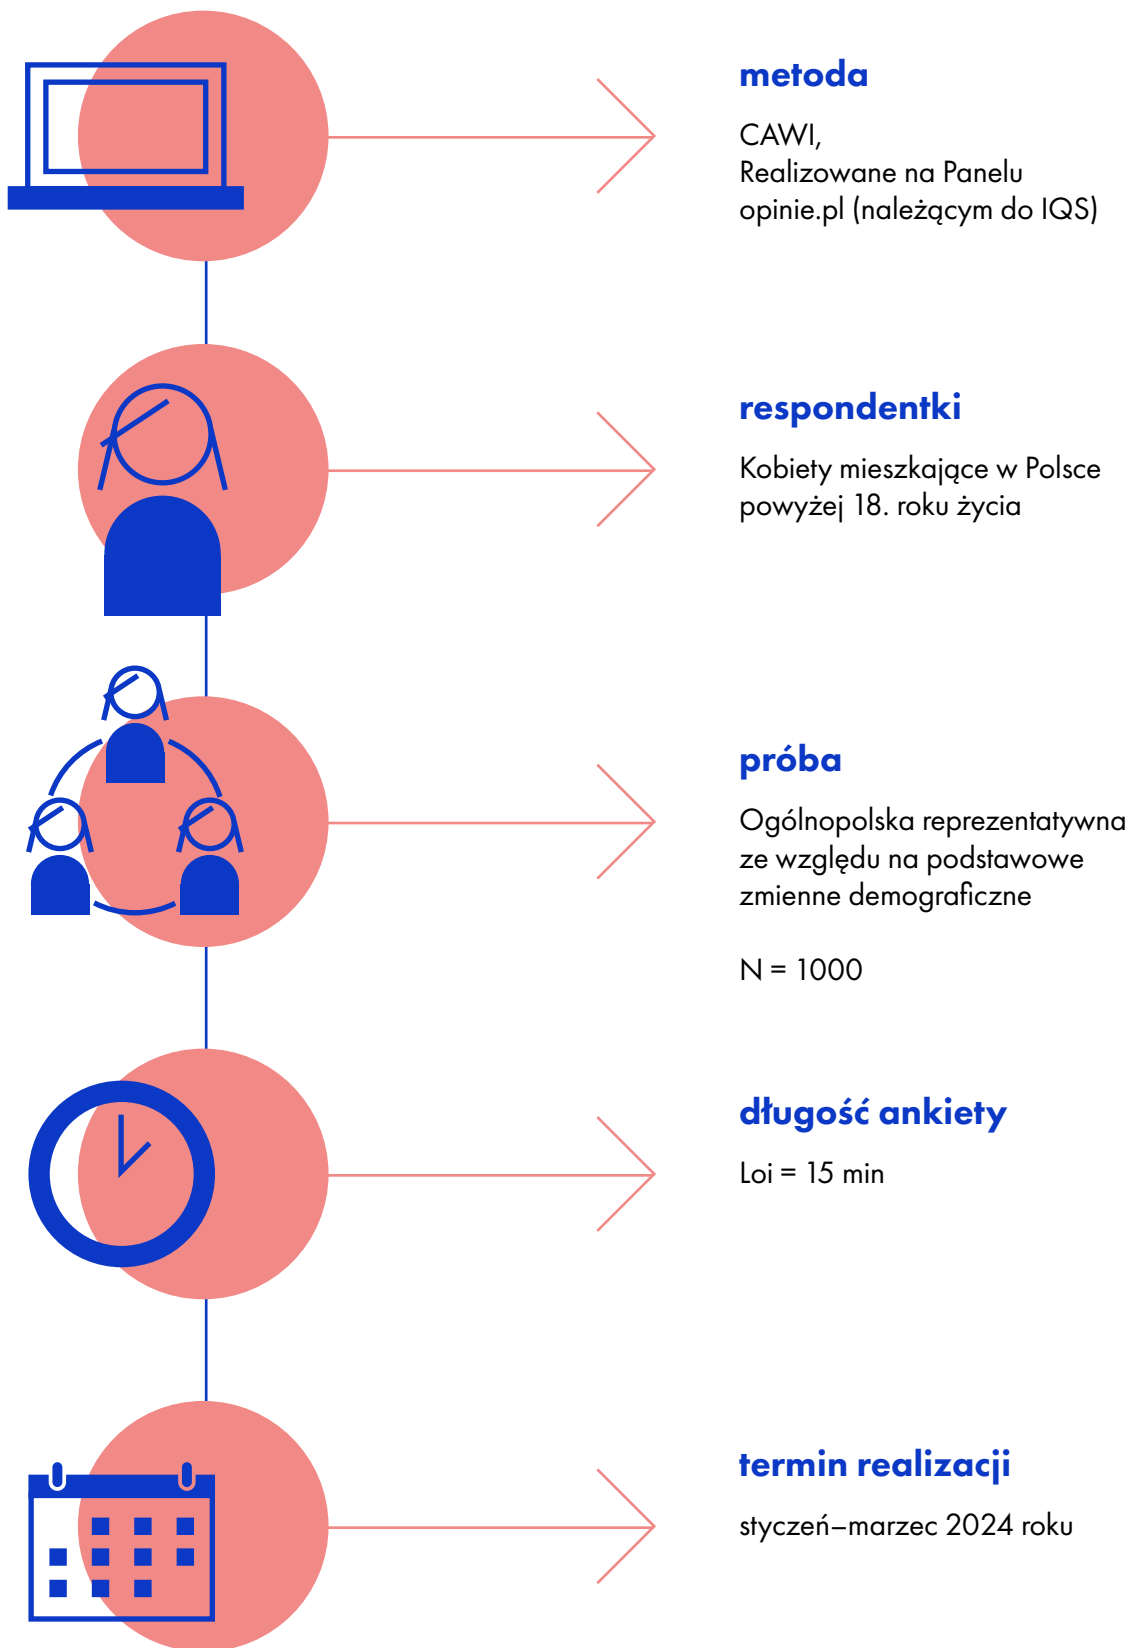 metoda
CAWI,
Realizowane na Panelu
opinie.pl (należącym do IQS)
respondentki
Kobiety mieszkające w Polsce
powyżej 18. roku życia
próba
Ogólnopolska reprezentatywna
ze względu na podstawowe
zmienne demograficzne
N = 1000
długość ankiety
Loi = 15 min
termin realizacji
styczeń–marzec 2024 roku